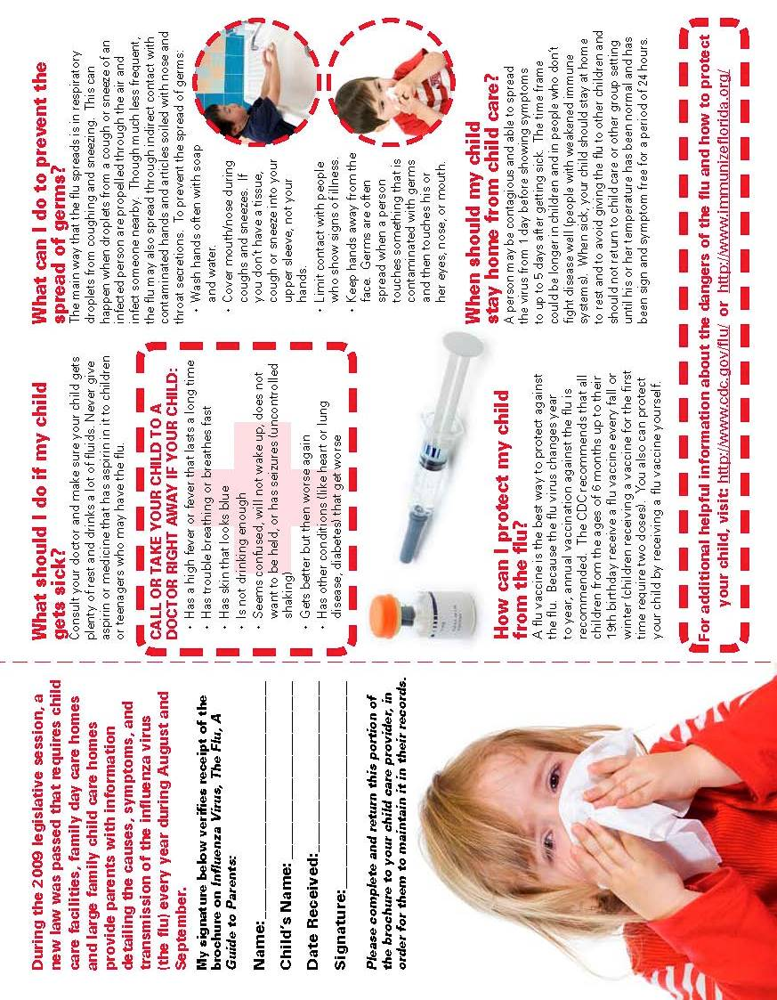 During the 2009 legislative session, a
new law was passed that requires child
care facilities, family day care homes
and large family child care homes
provide parents with information
detailing the causes, symptoms, and
transmission of the influenza virus
(the flu) every year during August and
September.
My signature below verifies receipt of the
brochure on Influenza Virus, The Flu, A
Guide to Parents:
Name:
Child's Name:
Date Received:
Signature:
Please complete and return this portion of
the brochure to your child care provider, in
order for them to maintain it in their records.
What should I do if my child
gets sick?
Consult your doctor and make sure your child gets
plenty of rest and drinks a lot of fluids. Never give
aspirin or medicine that has aspirin in it to children
or teenagers who may have the flu.
CALL OR TAKE YOUR CHILD TO A
DOCTOR RIGHT AWAY IF YOUR CHILD:
• Has a high fever or fever that lasts a long time
• Has trouble breathing or breathes fast
• Has skin that looks blue
• Is not drinking enough
• Seems confused, will not wake up, does not
want to be held, or has seizures (uncontrolled
shaking)
• Gets better but then worse again
• Has other conditions (like heart or lung
disease, diabetes) that get worse
How can I protect my child
from the flu?
A flu vaccine is the best way to protect against
the flu. Because the flu virus changes year
to year, annual vaccination against the flu is
recommended. The CDC recommends that all
children from the ages of 6 months up to their
19th birthday receive a flu vaccine every fall or
winter (children receiving a vaccine for the first
time require two doses). You also can protect
your child by receiving a flu vaccine yourself.
What can I do to prevent the
spread of germs?
The main way that the flu spreads is in respiratory
droplets from coughing and sneezing. This can
happen when droplets from a cough or sneeze of an
infected person are propelled through the air and
infect someone nearby. Though much less frequent,
the flu may also spread through indirect contact with
contaminated hands and articles soiled with nose and
throat secretions. To prevent the spread of germs:
• Wash hands often with soap
and water.
• Cover mouth/nose during
coughs and sneezes. If
you don't have a tissue,
cough or sneeze into your
upper sleeve, not your
hands.
• Limit contact with people
who show signs of illness.
• Keep hands away from the
face. Germs are often
spread when a person
touches something that is
contaminated with germs
and then touches his or
her eyes, nose, or mouth.
When should my child
stay home from child care?
A person may be contagious and able to spread
the virus from 1 day before showing symptoms
to up to 5 days after getting sick. The time frame
could be longer in children and in people who don't
fight disease well (people with weakened immune
systems). When sick, your child should stay at home
to rest and to avoid giving the flu to other children and
should not return to child care or other group setting
until his or her temperature has been normal and has
been sign and symptom free for a period of 24 hours.
For additional helpful information about the dangers of the flu and how to protect
your child, visit: http://www.cdc.gov/flu/ or http://www.immunizeflorida.org/